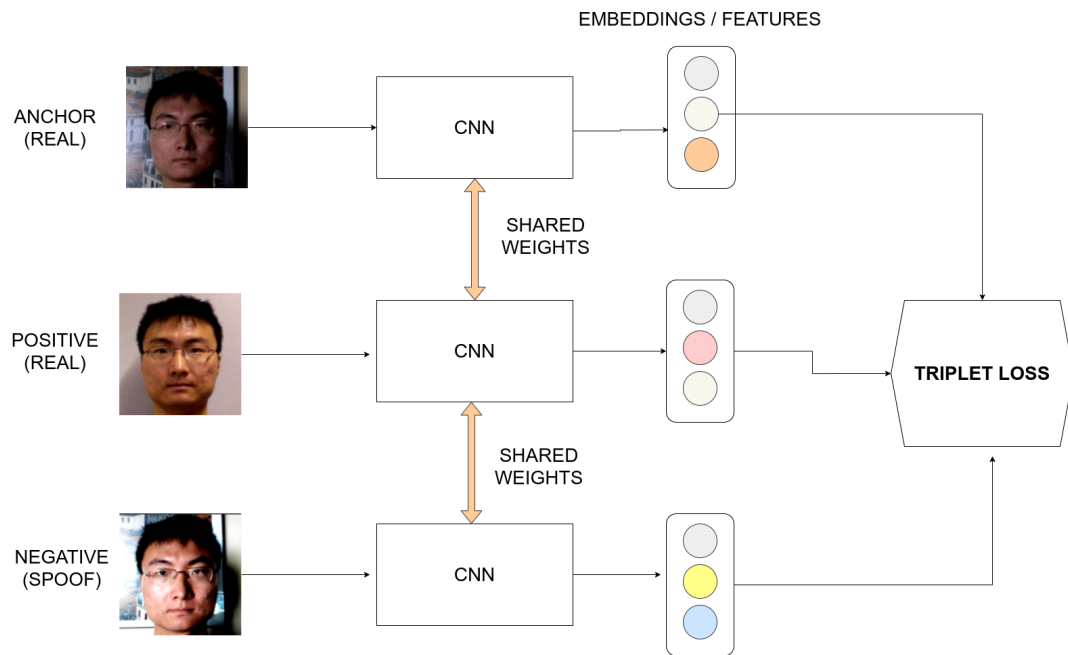 EMBEDDINGS / FEATURES
ANCHOR
(REAL)
CNN
SHARED
WEIGHTS
POSITIVE
(REAL)
CNN
TRIPLET LOSS
SHARED
WEIGHTS
NEGATIVE
(SPOOF)
CNN